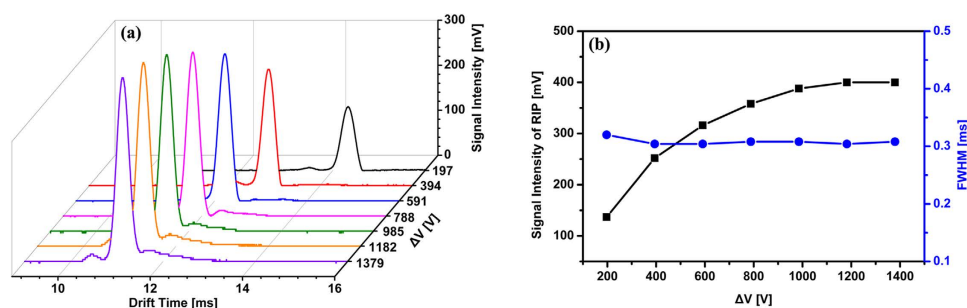 (a)
300
200
100
0
Signal Intensity [mV]
197
394
591
788
985
1182
1379
ΔV [V]
10
12
14
16
Drift Time [ms]
(b)
500
400
300
200
100
Signal Intensity of RIP [mV]
0.5
0.4
0.3
0.2
0.1
FWHM [ms]
200 400 600 800 1000 1200 1400
ΔV [V]